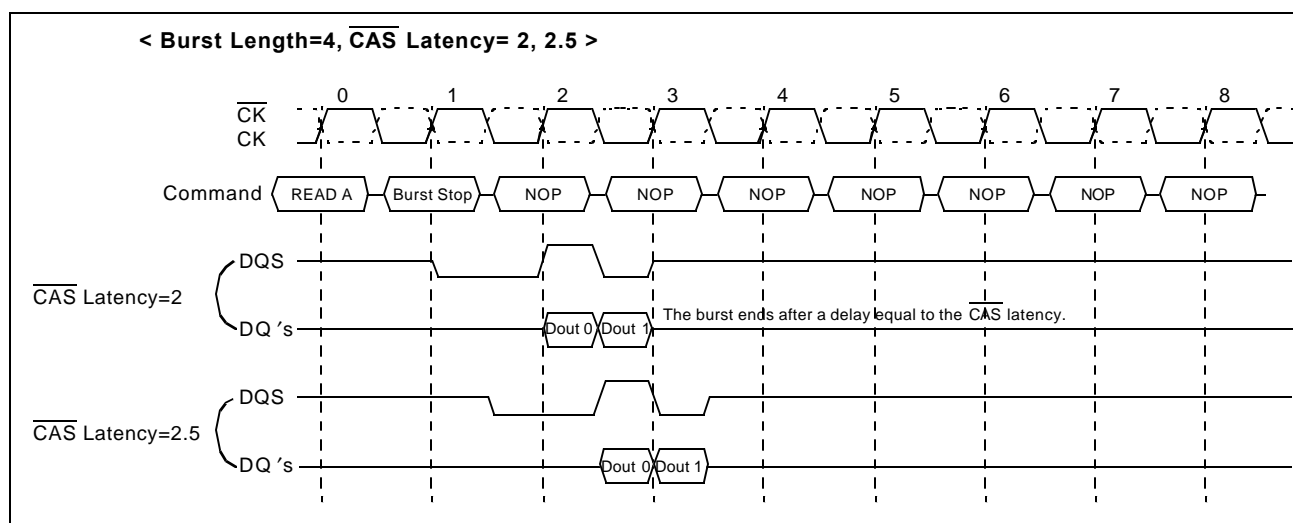 < Burst Length=4, CAS Latency= 2, 2.5 >
0 1 2 3 4 5 6 7 8
CK
CK
Command READ A Burst Stop NOP NOP NOP NOP NOP NOP NOP
DQS
CAS Latency=2
The burst ends after a delay equal to the CAS latency.
DQ 's Dout 0 Dout 1
DQS
CAS Latency=2.5
DQ 's Dout 0 Dout 1